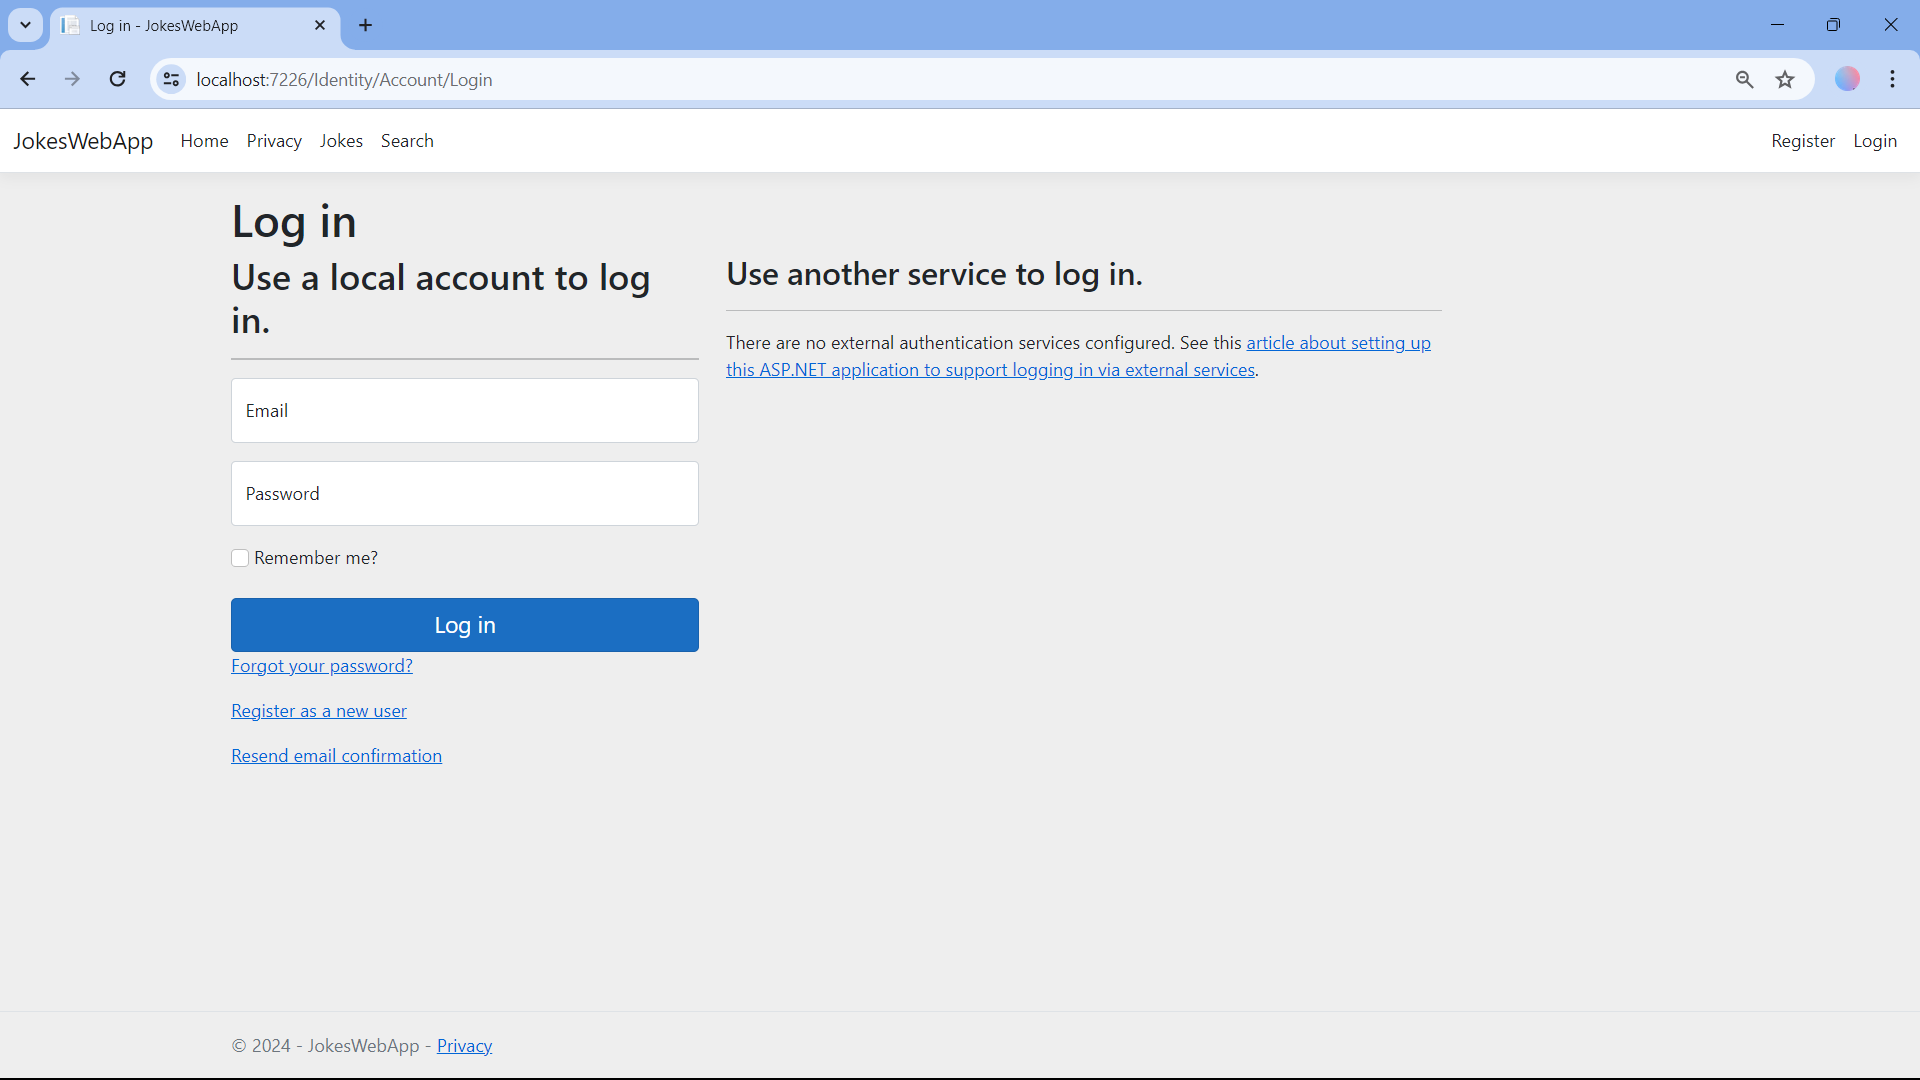 Log in - JokesWebApp
localhost:7226/Identity/Account/Login
JokesWebApp Home Privacy Jokes Search Register Login
Log in
Use a local account to log
in.
Email
Password
Remember me?
Log in
Forgot your password?
Register as a new user
Resend email confirmation
Use another service to log in.
There are no external authentication services configured. See this article about setting up
this ASP.NET application to support logging in via external services.
© 2024 - JokesWebApp - Privacy